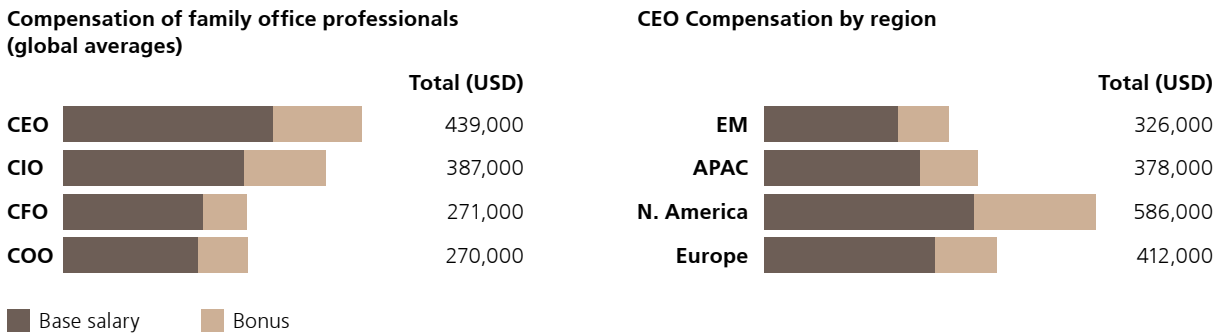 Compensation of family office professionals
(global averages)
Total (USD)
CEO 439,000
CIO 387,000
CFO 271,000
COO 270,000
Base salary Bonus
CEO Compensation by region
Total (USD)
EM 326,000
APAC 378,000
N. America 586,000
Europe 412,000